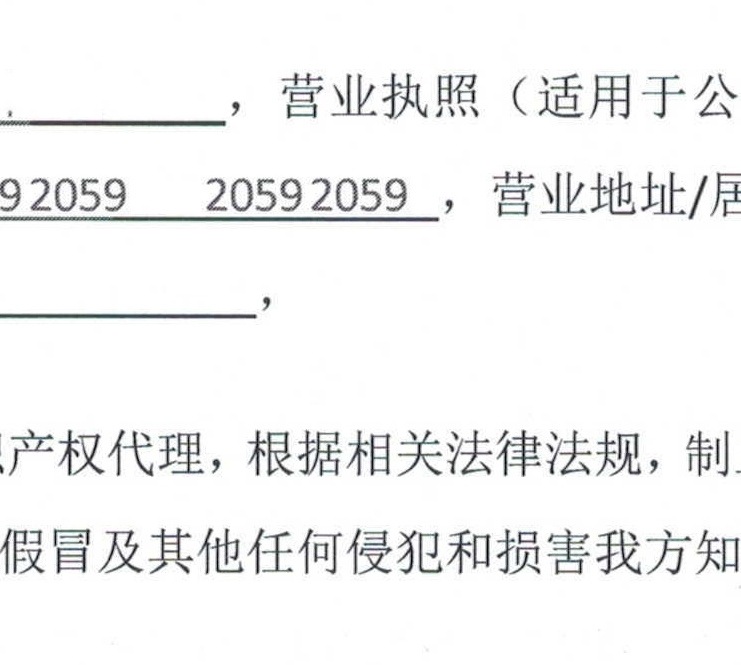 ，营业执照（适用于公
92059 20592059，营业地址/居
，
产权代理，根据相关法律法规，制
假冒及其他任何侵犯和损害我方知